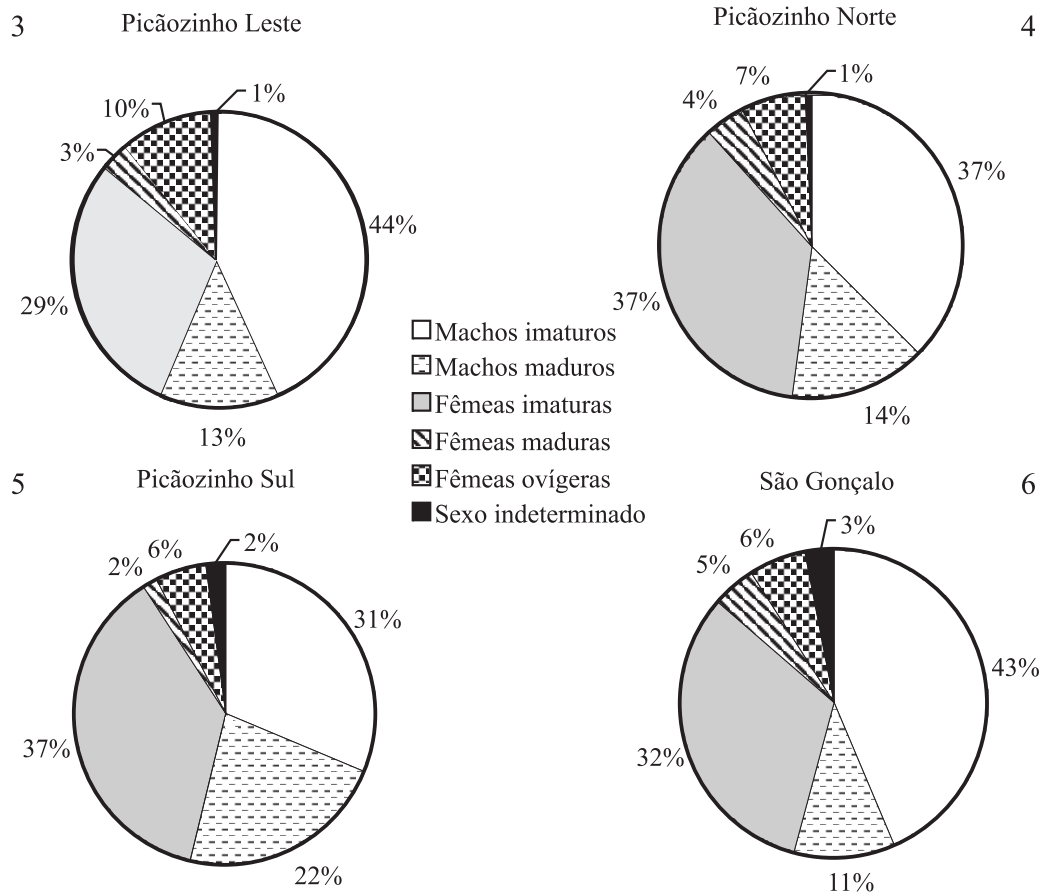 3
Picãozinho Leste
10%
1%
3%
44%
29%
13%
4
Picãozinho Norte
7%
1%
4%
37%
37%
14%
Machos imaturos
Machos maduros
Fêmeas imaturas
Fêmeas maduras
Fêmeas ovígeras
Sexo indeterminado
5
Picãozinho Sul
2%
6%
2%
31%
37%
22%
6
São Gonçalo
6%
3%
5%
43%
32%
11%